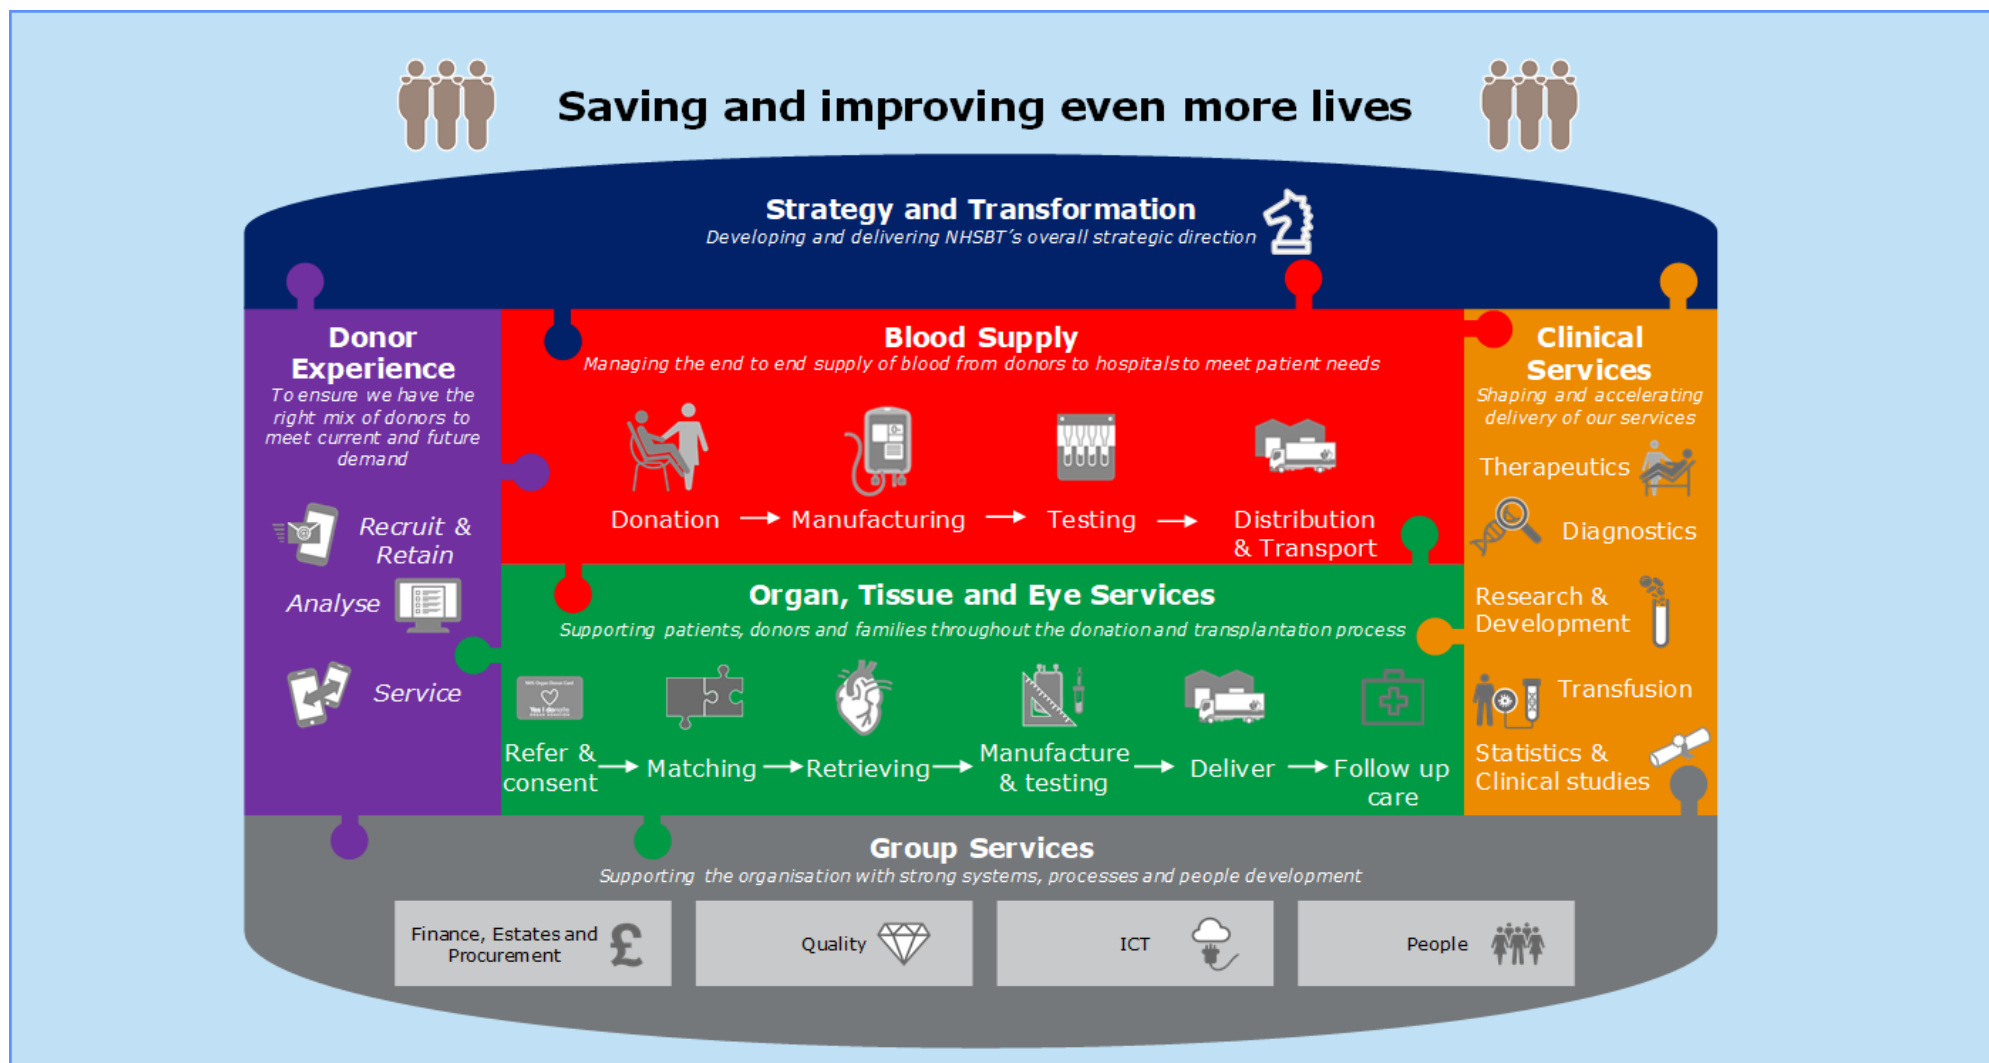 Saving and improving even more lives
Strategy and Transformation
Developing and delivering NHSBT's overall strategic direction
Donor
Experience
To ensure we have the
right mix of donors to
meet current and future
demand
Recruit &
Retain
Analyse
Service
Blood Supply
Managing the end to end supply of blood from donors to hospitals to meet patient needs
Donation
Manufacturing
Testing
Distribution
& Transport
Organ, Tissue and Eye Services
Supporting patients, donors and families throughout the donation and transplantation process
Yes I donate
Refer &
consent
Matching
Retrieving
Manufacture
& testing
Deliver
Follow up
care
Clinical
Services
Shaping and accelerating
delivery of our services
Therapeutics
Diagnostics
Research &
Development
Transfusion
Statistics &
Clinical studies
Group Services
Supporting the organisation with strong systems, processes and people development
Finance, Estates and
Procurement
£
Quality
ICT
People